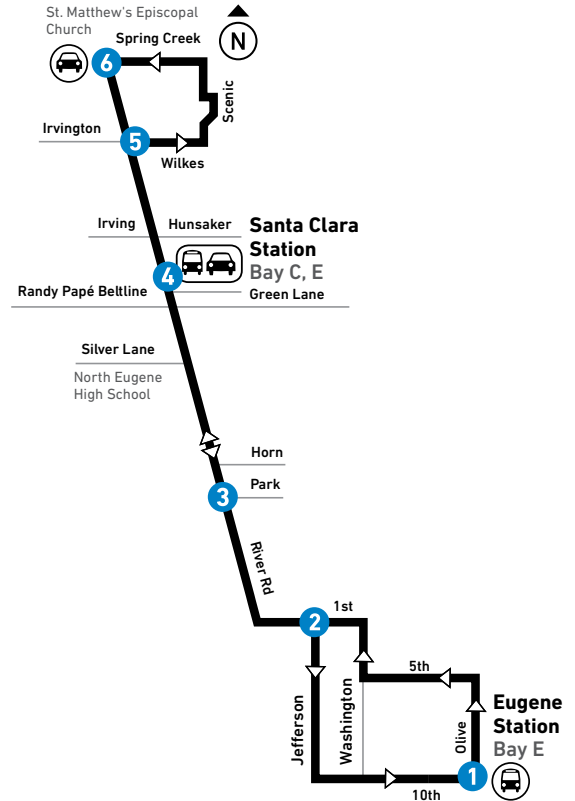 St. Matthew's Episcopal
Church
Spring Creek
N
6
Scenic
Irvington
5
Wilkes
Irving
Hunsaker
Santa Clara
Station
Bay C, E
4
Randy Papé Beltline
Green Lane
Silver Lane
North Eugene
High School
Horn
Park
3
River Rd
1st
2
5th
Jefferson
Washington
Olive
Eugene
Station
Bay E
1
10th